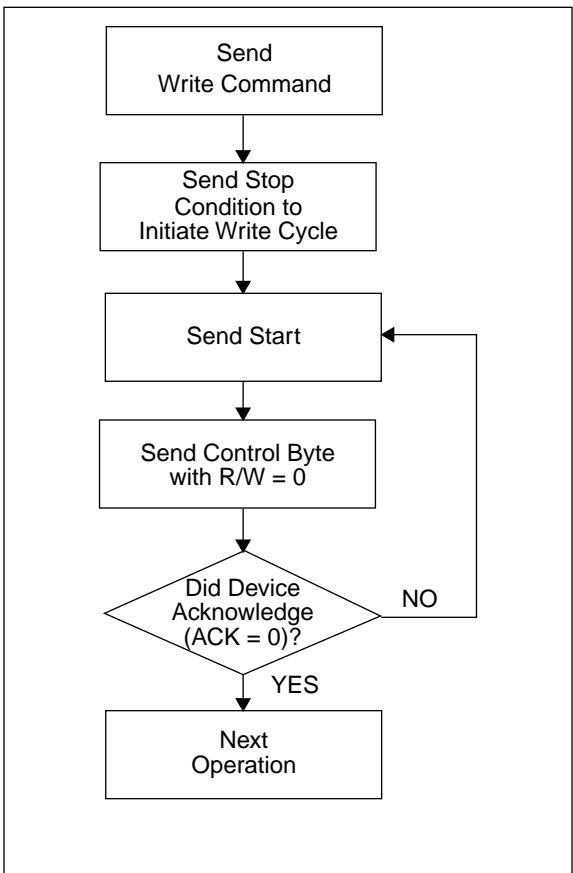 Send
Write Command
Send Stop
Condition to
Initiate Write Cycle
Send Start
Send Control Byte
with R/W = 0
Did Device
Acknowledge
(ACK = 0)?
NO
YES
Next
Operation